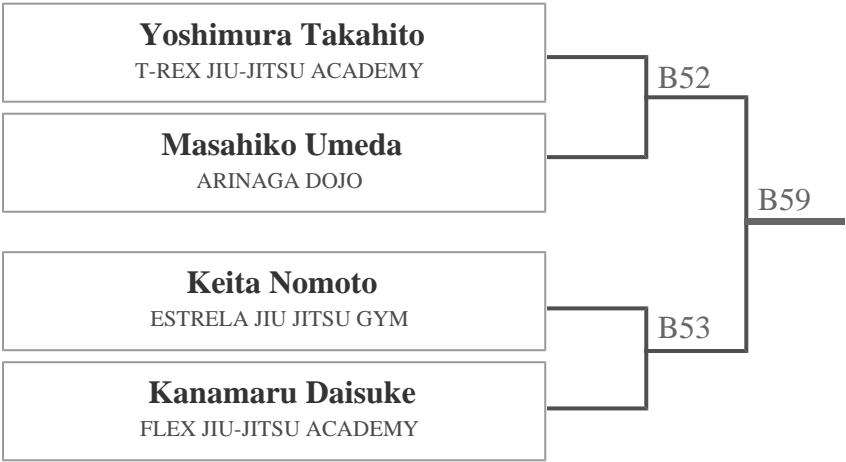 Yoshimura Takahito
T-REX JIU-JITSU ACADEMY
B52
Masahiko Umeda
ARINAGA DOJO
B59
Keita Nomoto
ESTRELA JIU JITSU GYM
B53
Kanamaru Daisuke
FLEX JIU-JITSU ACADEMY